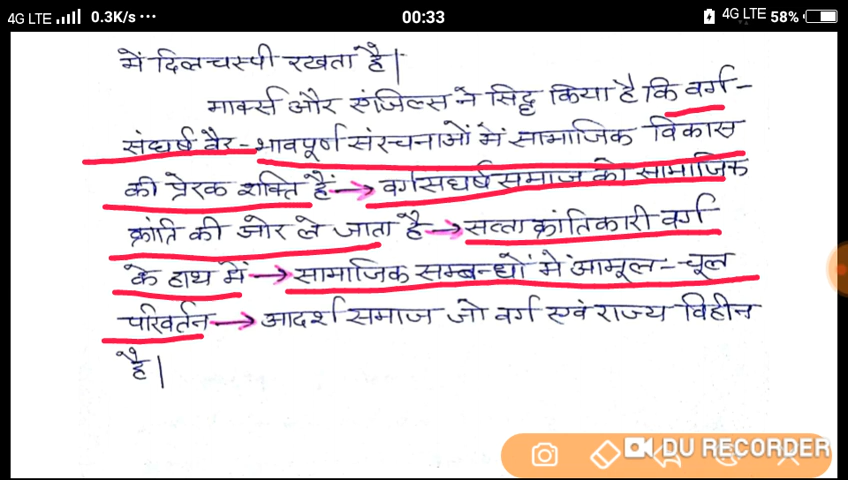 4G LTE 0.3K/s ••• 00:33 4G LTE 58%
में दिलचस्पी रखता है|
मार्क्स और एंजिल्स ने सिद्ध किया है कि वर्ग-
संघर्ष वैर-भावपूर्ण संरचनाओं में सामाजिक विकास
की प्रेरक शक्ति हैं → वर्ग संघर्ष समाज को सामाजिक
क्रांति की ओर ले जाता है → सत्ता क्रांतिकारी वर्ग
के हाथ में → सामाजिक सम्बन्धों में आमूल-चूल
परिवर्तन → आदर्श समाज जो वर्ग एवं राज्य विहीन
है|
DU RECORDER